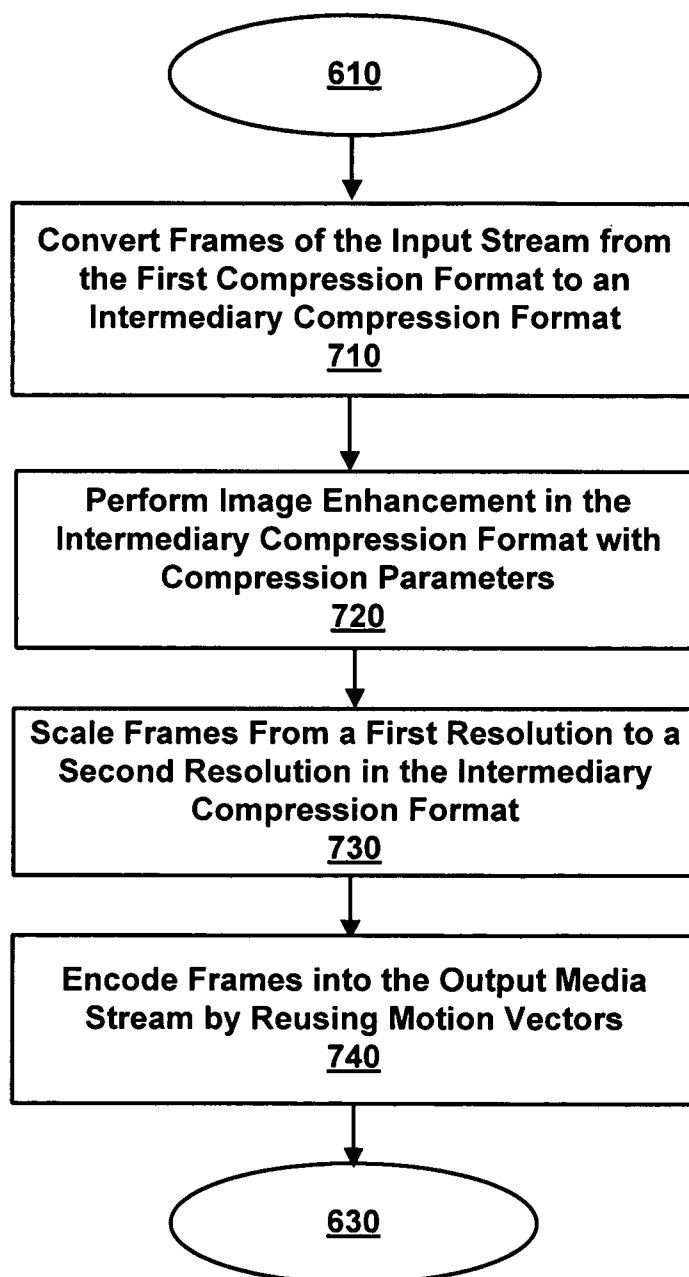 610
Convert Frames of the Input Stream from
the First Compression Format to an
Intermediary Compression Format
710
Perform Image Enhancement in the
Intermediary Compression Format with
Compression Parameters
720
Scale Frames From a First Resolution to a
Second Resolution in the Intermediary
Compression Format
730
Encode Frames into the Output Media
Stream by Reusing Motion Vectors
740
630